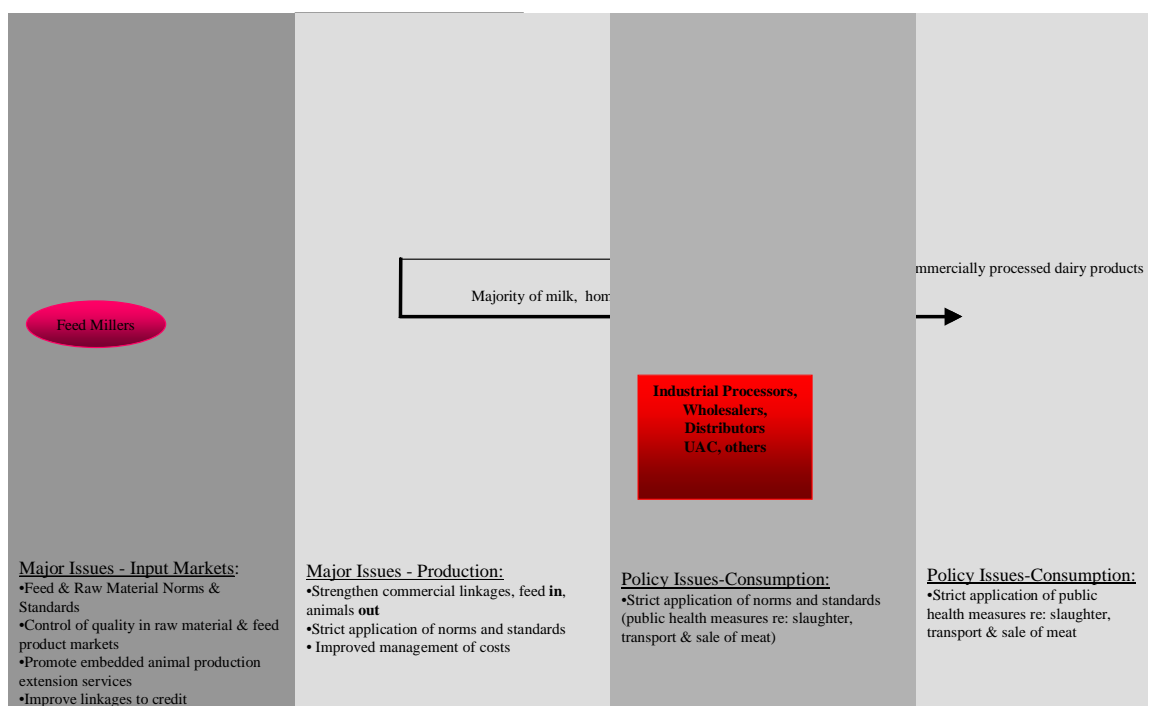 mmercially processed dairy products
Majority of milk, hom
Feed Millers
Industrial Processors,
Wholesalers,
Distributors
UAC, others
Major Issues - Input Markets:
•Feed & Raw Material Norms &
Standards
•Control of quality in raw material & feed
product markets
•Promote embedded animal production
extension services
•Improve linkages to credit
Major Issues - Production:
•Strengthen commercial linkages, feed in,
animals out
•Strict application of norms and standards
• Improved management of costs
Policy Issues-Consumption:
•Strict application of norms and standards
(public health measures re: slaughter,
transport & sale of meat)
Policy Issues-Consumption:
•Strict application of public
health measures re: slaughter,
transport & sale of meat